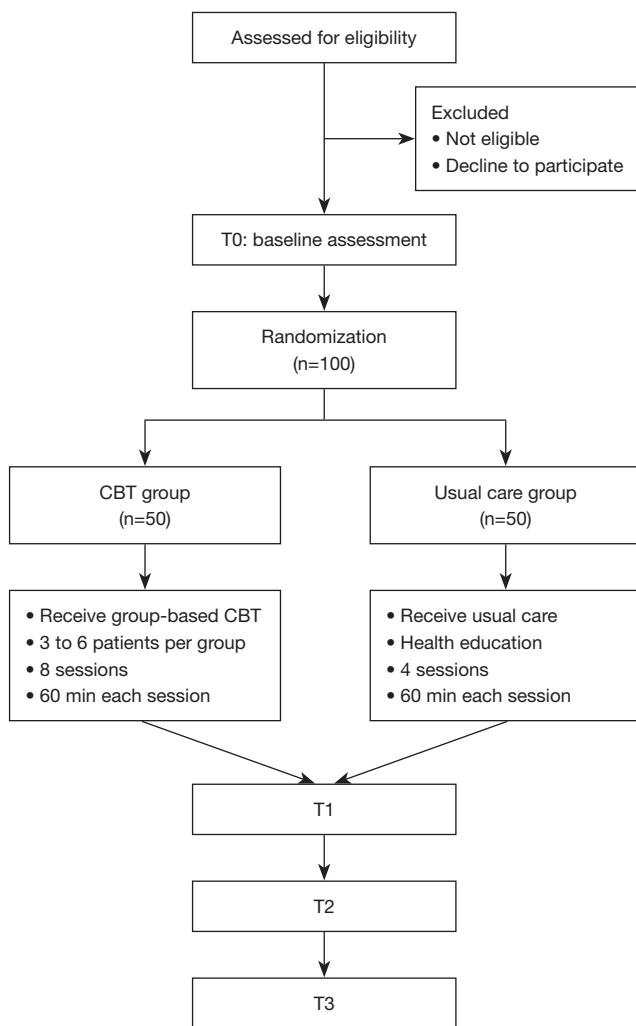 Assessed for eligibility
Excluded
• Not eligible
• Decline to participate
T0: baseline assessment
Randomization
(n=100)
CBT group
(n=50)
Usual care group
(n=50)
• Receive group-based CBT
• 3 to 6 patients per group
• 8 sessions
• 60 min each session
• Receive usual care
• Health education
• 4 sessions
• 60 min each session
T1
T2
T3